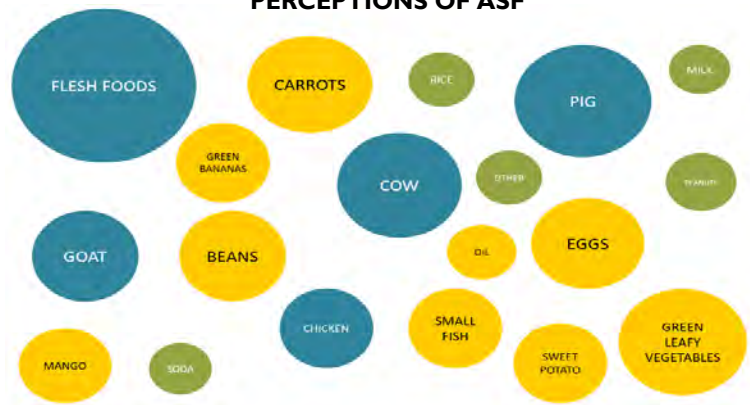 PERCEPTIONS OF ASF
FLESH FOODS
CARROTS
RICE
PIG
MILK
GREEN
BANANAS
COW
OTHER
PEANUTS
GOAT
BEANS
OIL
EGGS
CHICKEN
SMALL
FISH
GREEN
LEAFY
VEGETABLES
MANGO
SODA
SWEET
POTATO